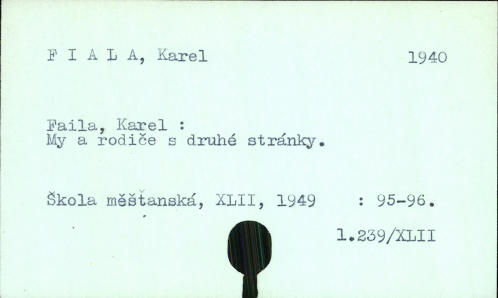 F I A L A, Karel 1940
Faila, Karel :
My a rodiče s druhé stránky.
Škola měšťanská, XLII, 1949 : 95-96.
1.239/XLII